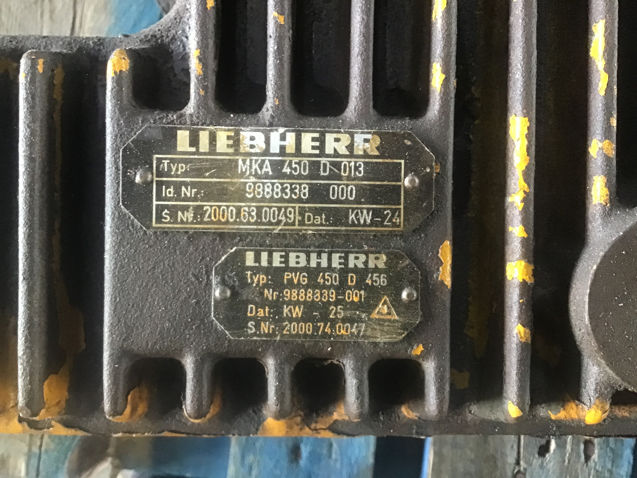 LIEBHERR
Typ: MKA 450 D 013
Id. Nr.: 9888338 000
S. Nr.: 2000.63.0049 Dat.: KW-24
LIEBHERR
Typ: PVG 450 D 456
Nr: 9888339-001
Dat.: KW - 25
S.Nr: 2000.74.0047